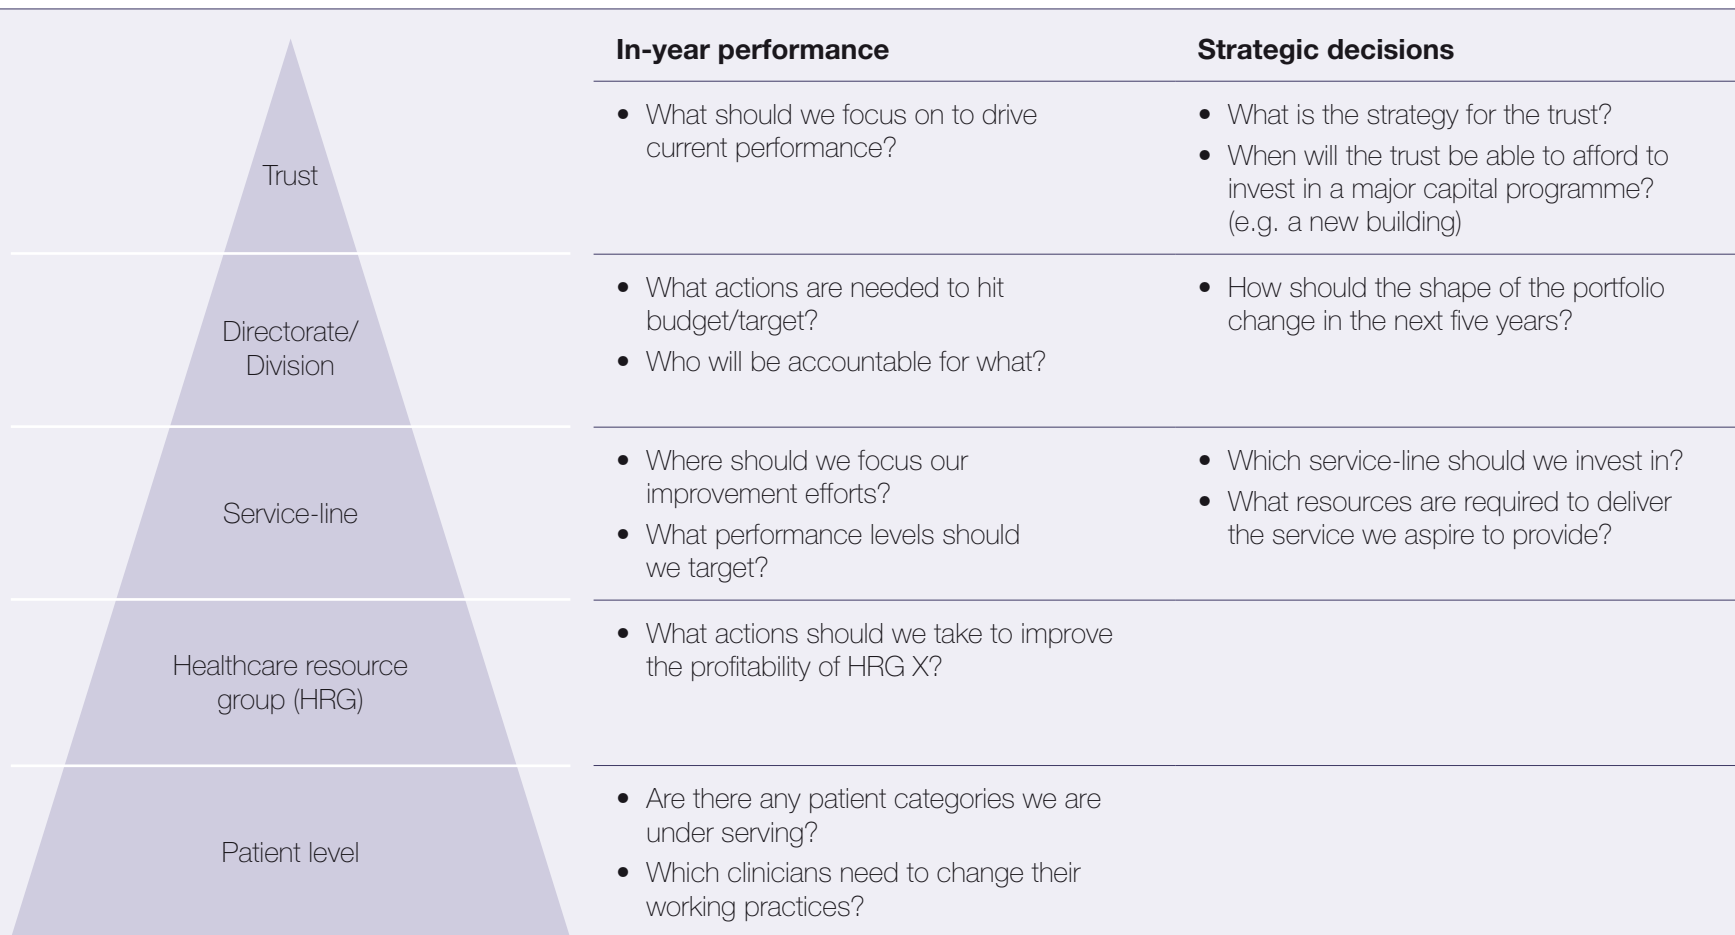 In-year performance
Strategic decisions
Trust
• What should we focus on to drive
current performance?
• What is the strategy for the trust?
• When will the trust be able to afford to
invest in a major capital programme?
(e.g. a new building)
Directorate/
Division
• What actions are needed to hit
budget/target?
• Who will be accountable for what?
• How should the shape of the portfolio
change in the next five years?
Service-line
• Where should we focus our
improvement efforts?
• What performance levels should
we target?
• Which service-line should we invest in?
• What resources are required to deliver
the service we aspire to provide?
Healthcare resource
group (HRG)
• What actions should we take to improve
the profitability of HRG X?
Patient level
• Are there any patient categories we are
under serving?
• Which clinicians need to change their
working practices?